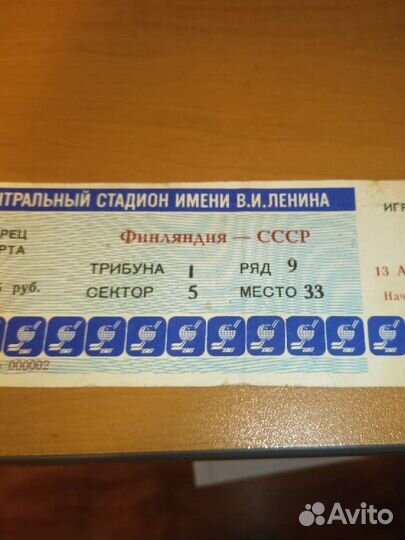 НТРАЛЬНЫЙ СТАДИОН ИМЕНИ В.И.ЛЕНИНА
РЕЦ
РТА
Финляндия — СССР
ТРИБУНА 1 РЯД 9
5 руб. СЕКТОР 5 МЕСТО 33
000002
ИГР
13 А
Нач
Avito